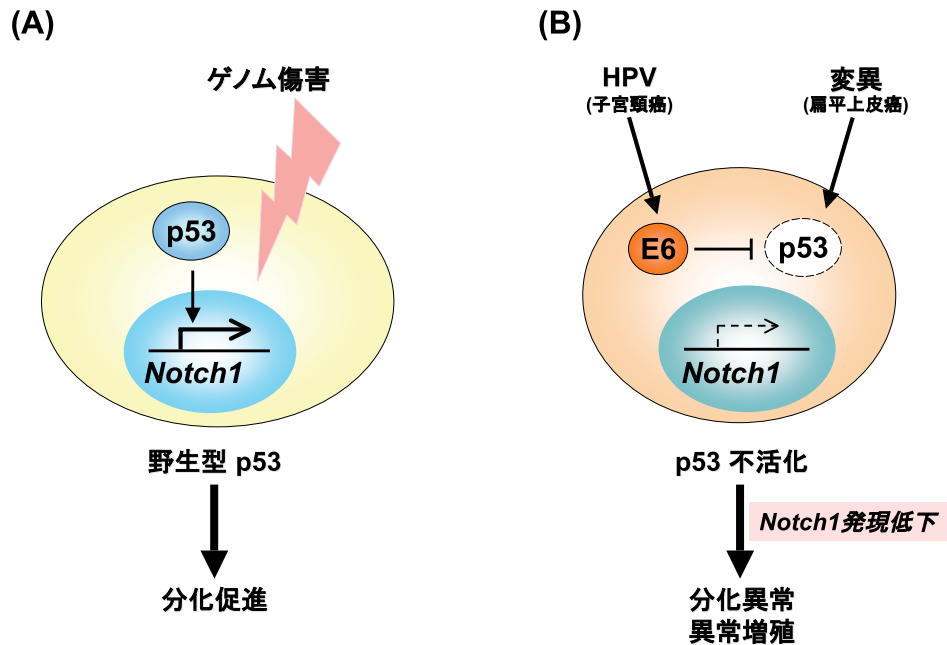 (A)
ゲノム傷害
p53
Notch1
野生型 p53
分化促進
(B)
HPV
(子宮頸癌)
変異
(扁平上皮癌)
E6
p53
Notch1
p53 不活化
Notch1発現低下
分化異常
異常増殖